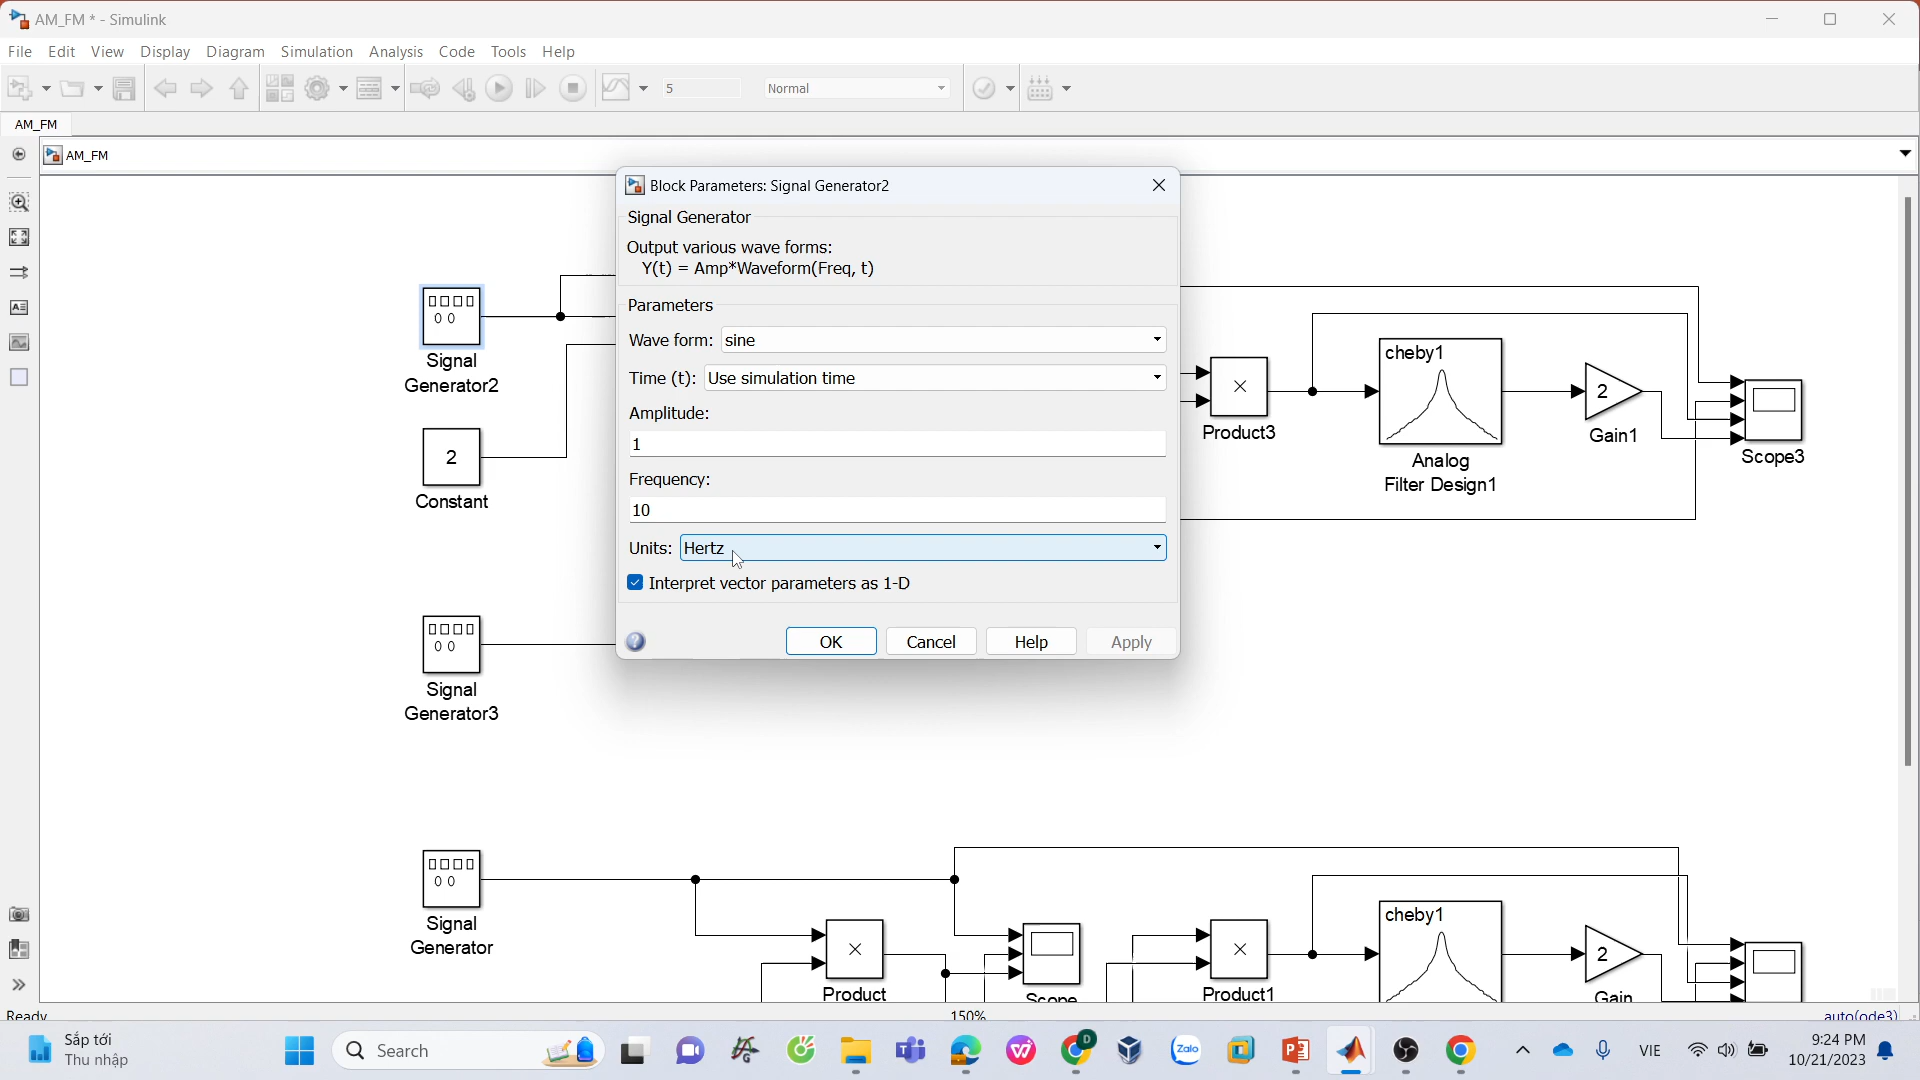 AM_FM * - Simulink
File Edit View Display Diagram Simulation Analysis Code Tools Help
5 Normal
AM_FM
AM_FM
Block Parameters: Signal Generator2
Signal Generator
Output various wave forms:
Y(t) = Amp*Waveform(Freq, t)
Parameters
Wave form: sine
Time (t): Use simulation time
Amplitude:
1
Frequency:
10
Units: Hertz
Interpret vector parameters as 1-D
OK Cancel Help Apply
Signal
Generator2
2
Constant
Signal
Generator3
Product3
cheby1
Analog
Filter Design1
2
Gain1
Scope3
Signal
Generator
Product
Scope
Product1
cheby1
2
Gain
Ready 150% auto(ode3)
Sắp tới
Thu nhập
Search
Zalo
VIE
9:24 PM
10/21/2023